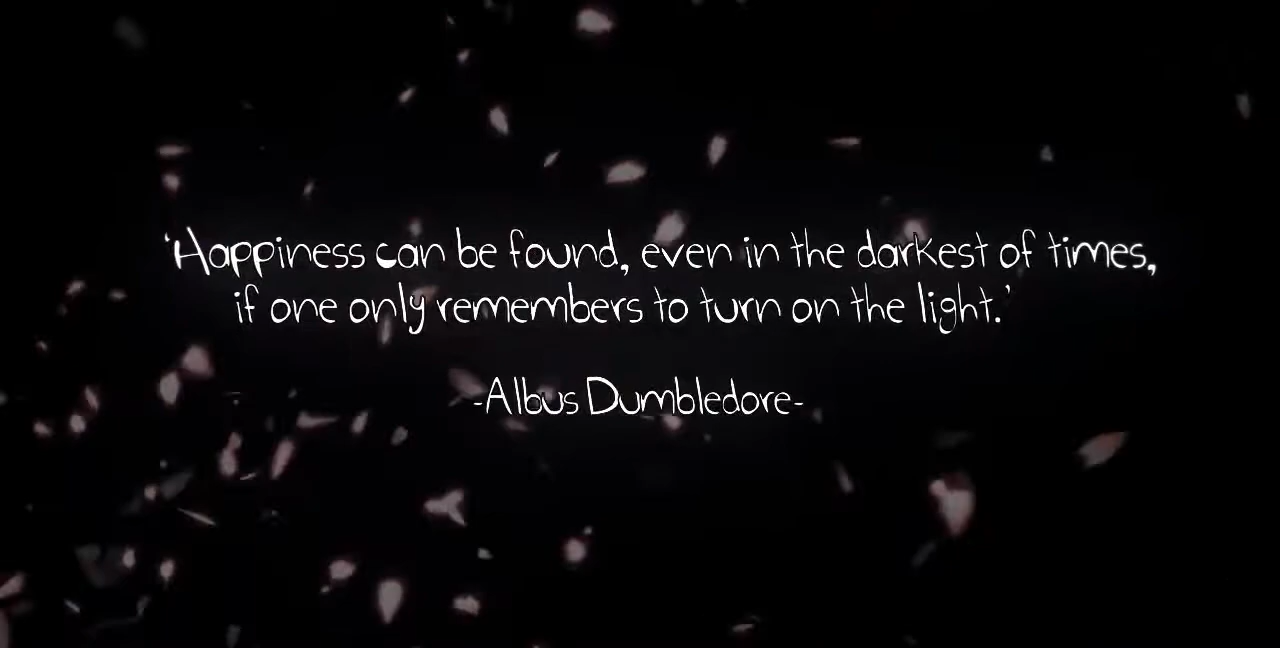 'Happiness can be found, even in the darkest of times,
if one only remembers to turn on the light.'
-Albus Dumbledore-